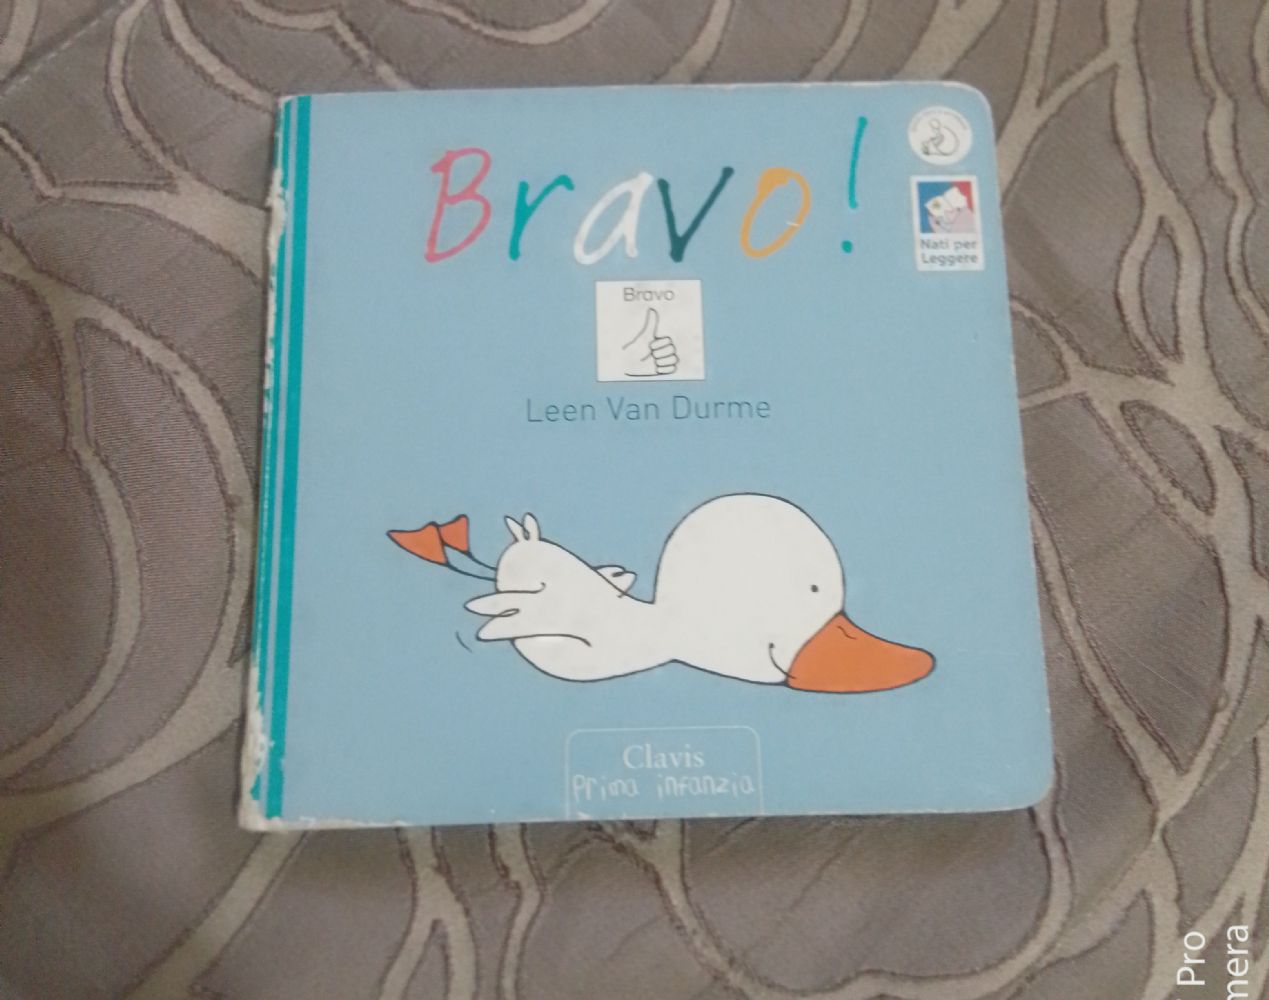 Bravo!
Nati per
Leggere
Bravo
Leen Van Durme
Clavis
Prima infanzia
Pro
mera